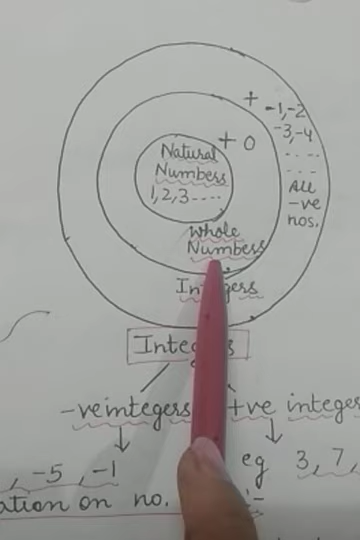 + -1,-2
-3,-4
+ 0
Natural
Numbers
1,2,3-----
-----
-----
All
-ve
nos.
Whole
Numbers
Integers
-ve integers +ve integer
, -5 , -1 eg 3, 7,
ation on no.